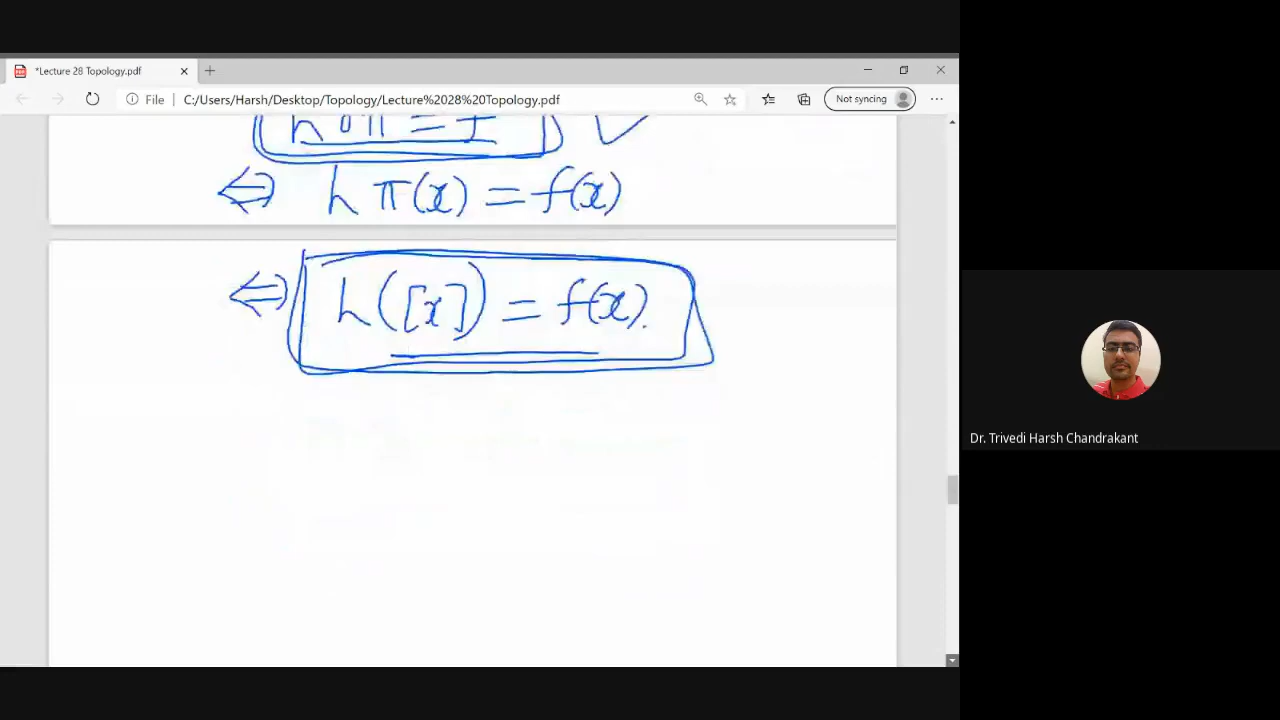 *Lecture 28 Topology.pdf
File | C:/Users/Harsh/Desktop/Topology/Lecture%2028%20Topology.pdf
Not syncing
h∘π = f
⇔ h π(x) = f(x)
⇔ h([x]) = f(x).
Dr. Trivedi Harsh Chandrakant